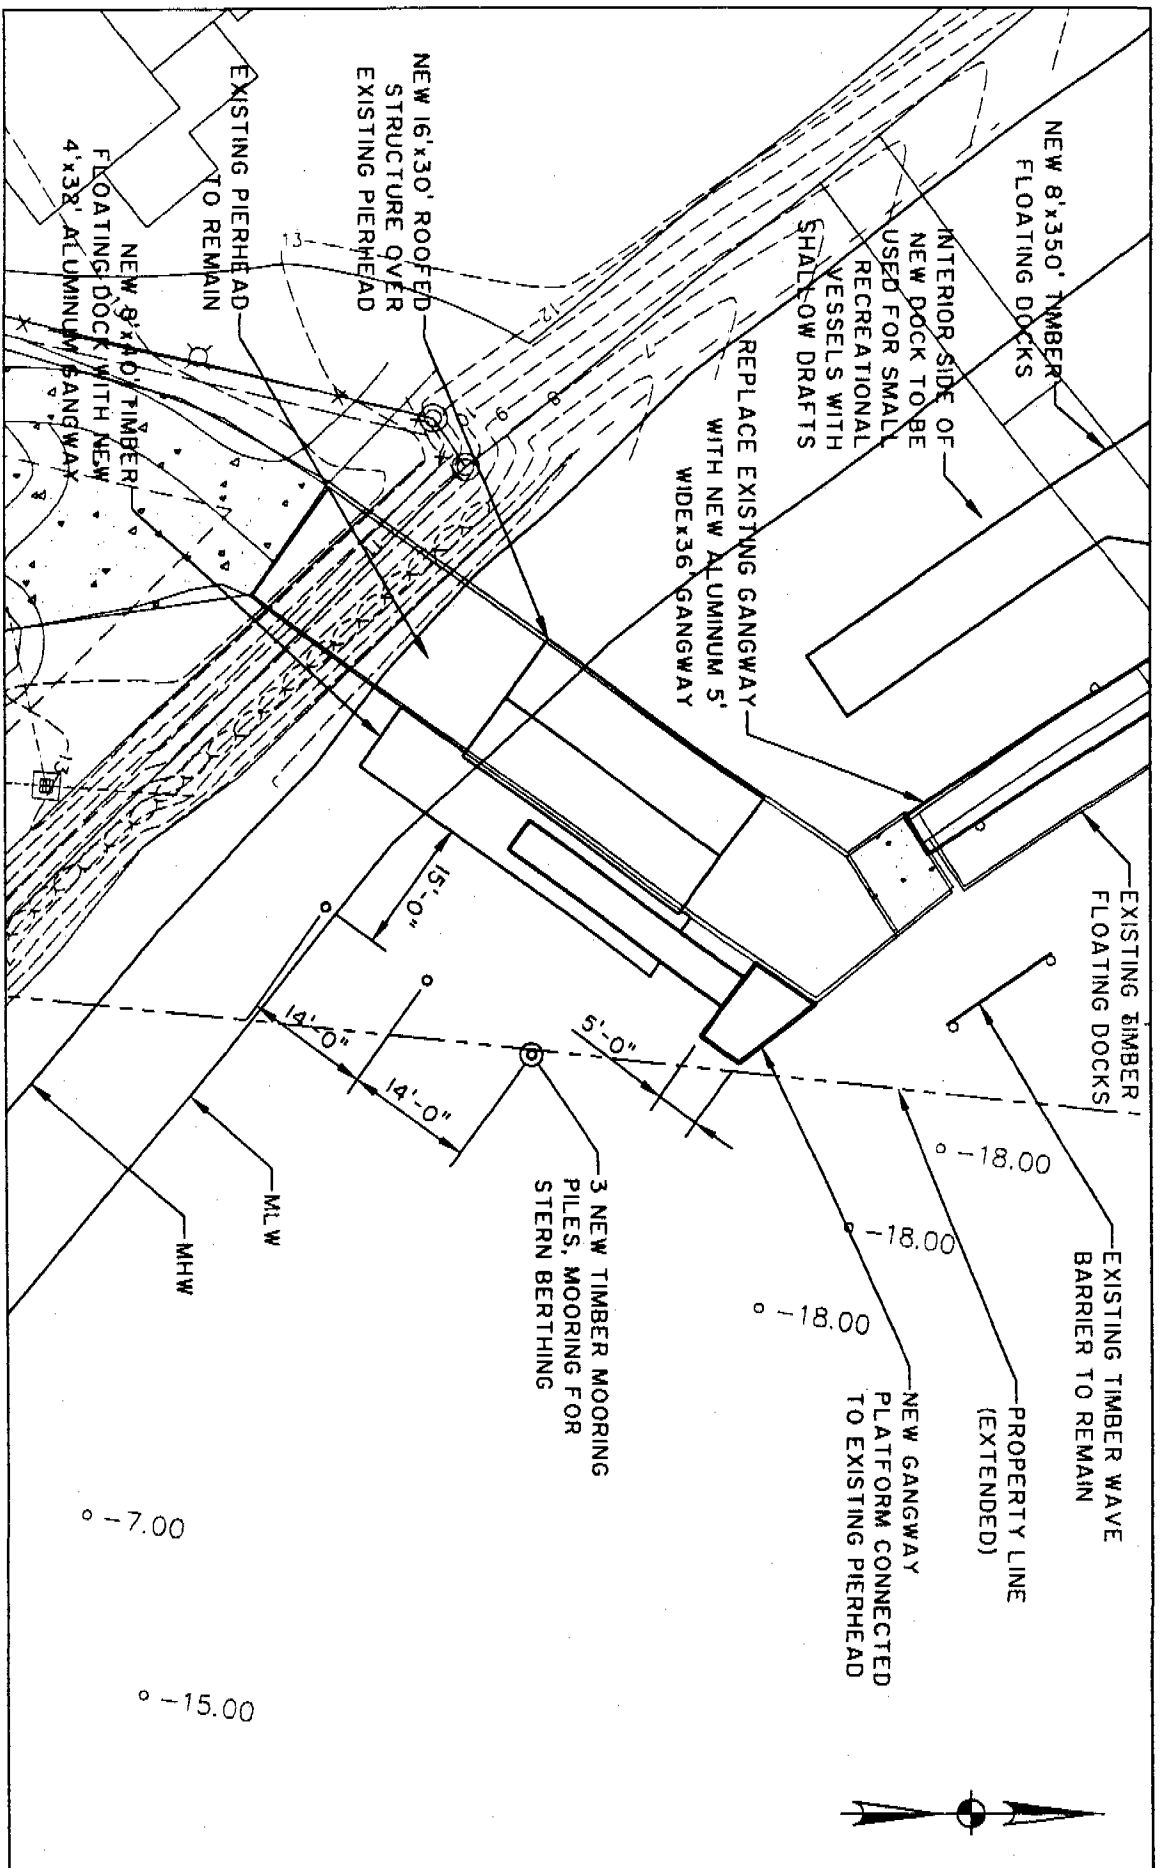 NEW 8'x350' TIMBER
FLOATING DOCKS
INTERIOR SIDE OF
NEW DOCK TO BE
USED FOR SMALL
RECREATIONAL
VESSELS WITH
SHALLOW DRAFTS
REPLACE EXISTING GANGWAY
WITH NEW ALUMINUM 5'
WIDEx36' GANGWAY
NEW 16'x30' ROOFED
STRUCTURE OVER
EXISTING PIERHEAD
EXISTING PIERHEAD
TO REMAIN
NEW 8'x40' TIMBER
FLOATING DOCK WITH NEW
4'x32' ALUMINUM GANGWAY
EXISTING TIMBER
FLOATING DOCKS
EXISTING TIMBER WAVE
BARRIER TO REMAIN
PROPERTY LINE
(EXTENDED)
NEW GANGWAY
PLATFORM CONNECTED
TO EXISTING PIERHEAD
3 NEW TIMBER MOORING
PILES, MOORING FOR
STERN BERTHING
MLW
MHW
15'-0"
14'-0"
14'-0"
5'-0"
-18.00
-18.00
-18.00
-7.00
-15.00
13
12
10
9
8
7
13